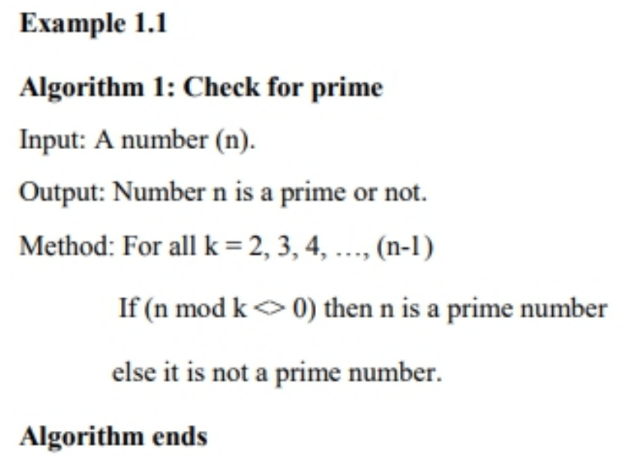 Example 1.1
Algorithm 1: Check for prime
Input: A number (n).
Output: Number n is a prime or not.
Method: For all k = 2, 3, 4, …, (n-1)
If (n mod k <> 0) then n is a prime number
else it is not a prime number.
Algorithm ends